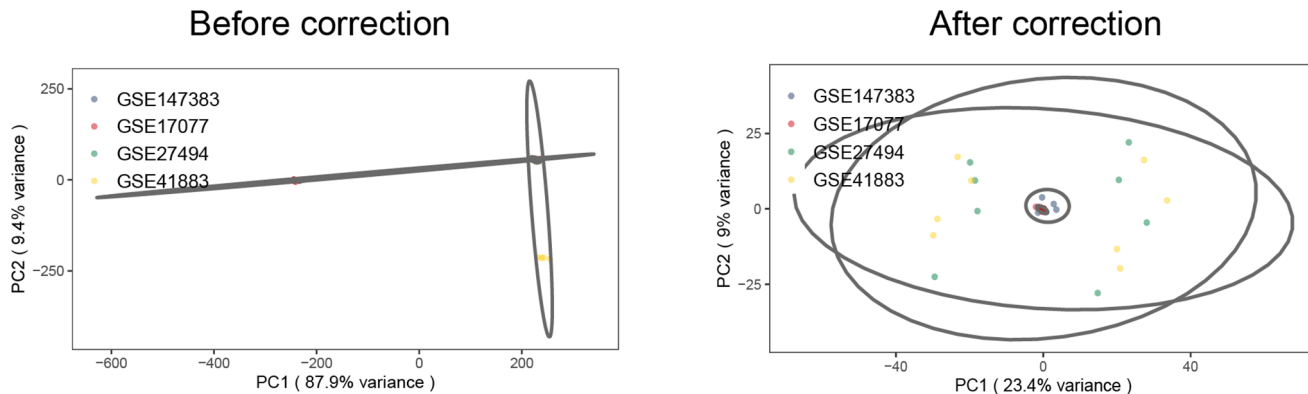 Before correction
GSE147383
GSE17077
GSE27494
GSE41883
250
0
−250
PC2 ( 9.4% variance )
−600
−400
−200
0
200
PC1 ( 87.9% variance )
After correction
GSE147383
GSE17077
GSE27494
GSE41883
25
0
−25
PC2 ( 9% variance )
−40
0
40
PC1 ( 23.4% variance )